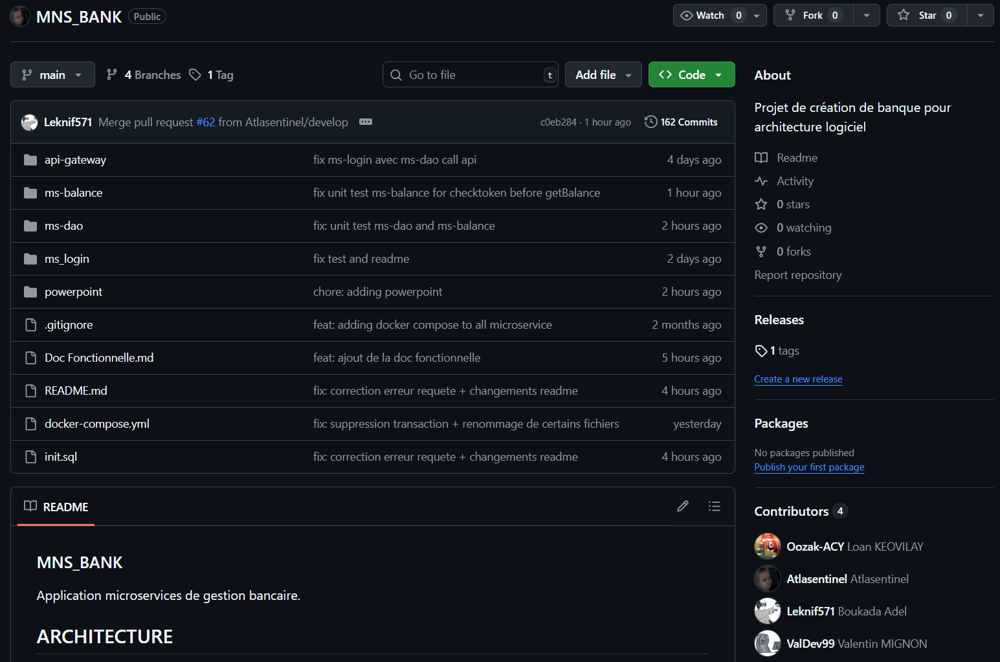 MNS_BANK Public Watch 0 Fork 0 Star 0
main 4 Branches 1 Tag Go to file t Add file Code
Leknif571 Merge pull request #62 from Atlasentinel/develop c0eb284 · 1 hour ago 162 Commits
api-gateway fix ms-login avec ms-dao call api 4 days ago
ms-balance fix unit test ms-balance for checktoken before getBalance 1 hour ago
ms-dao fix: unit test ms-dao and ms-balance 2 hours ago
ms_login fix test and readme 2 days ago
powerpoint chore: adding powerpoint 2 hours ago
.gitignore feat: adding docker compose to all microservice 2 months ago
Doc Fonctionnelle.md feat: ajout de la doc fonctionnelle 5 hours ago
README.md fix: correction erreur requete + changements readme 4 hours ago
docker-compose.yml fix: suppression transaction + renommage de certains fichiers yesterday
init.sql fix: correction erreur requete + changements readme 4 hours ago
README
MNS_BANK
Application microservices de gestion bancaire.
ARCHITECTURE
About
Projet de création de banque pour
architecture logiciel
Readme
Activity
0 stars
0 watching
0 forks
Report repository
Releases
1 tags
Create a new release
Packages
No packages published
Publish your first package
Contributors 4
Oozak-ACY Loan KEOVILAY
Atlasentinel Atlasentinel
Leknif571 Boukada Adel
ValDev99 Valentin MIGNON